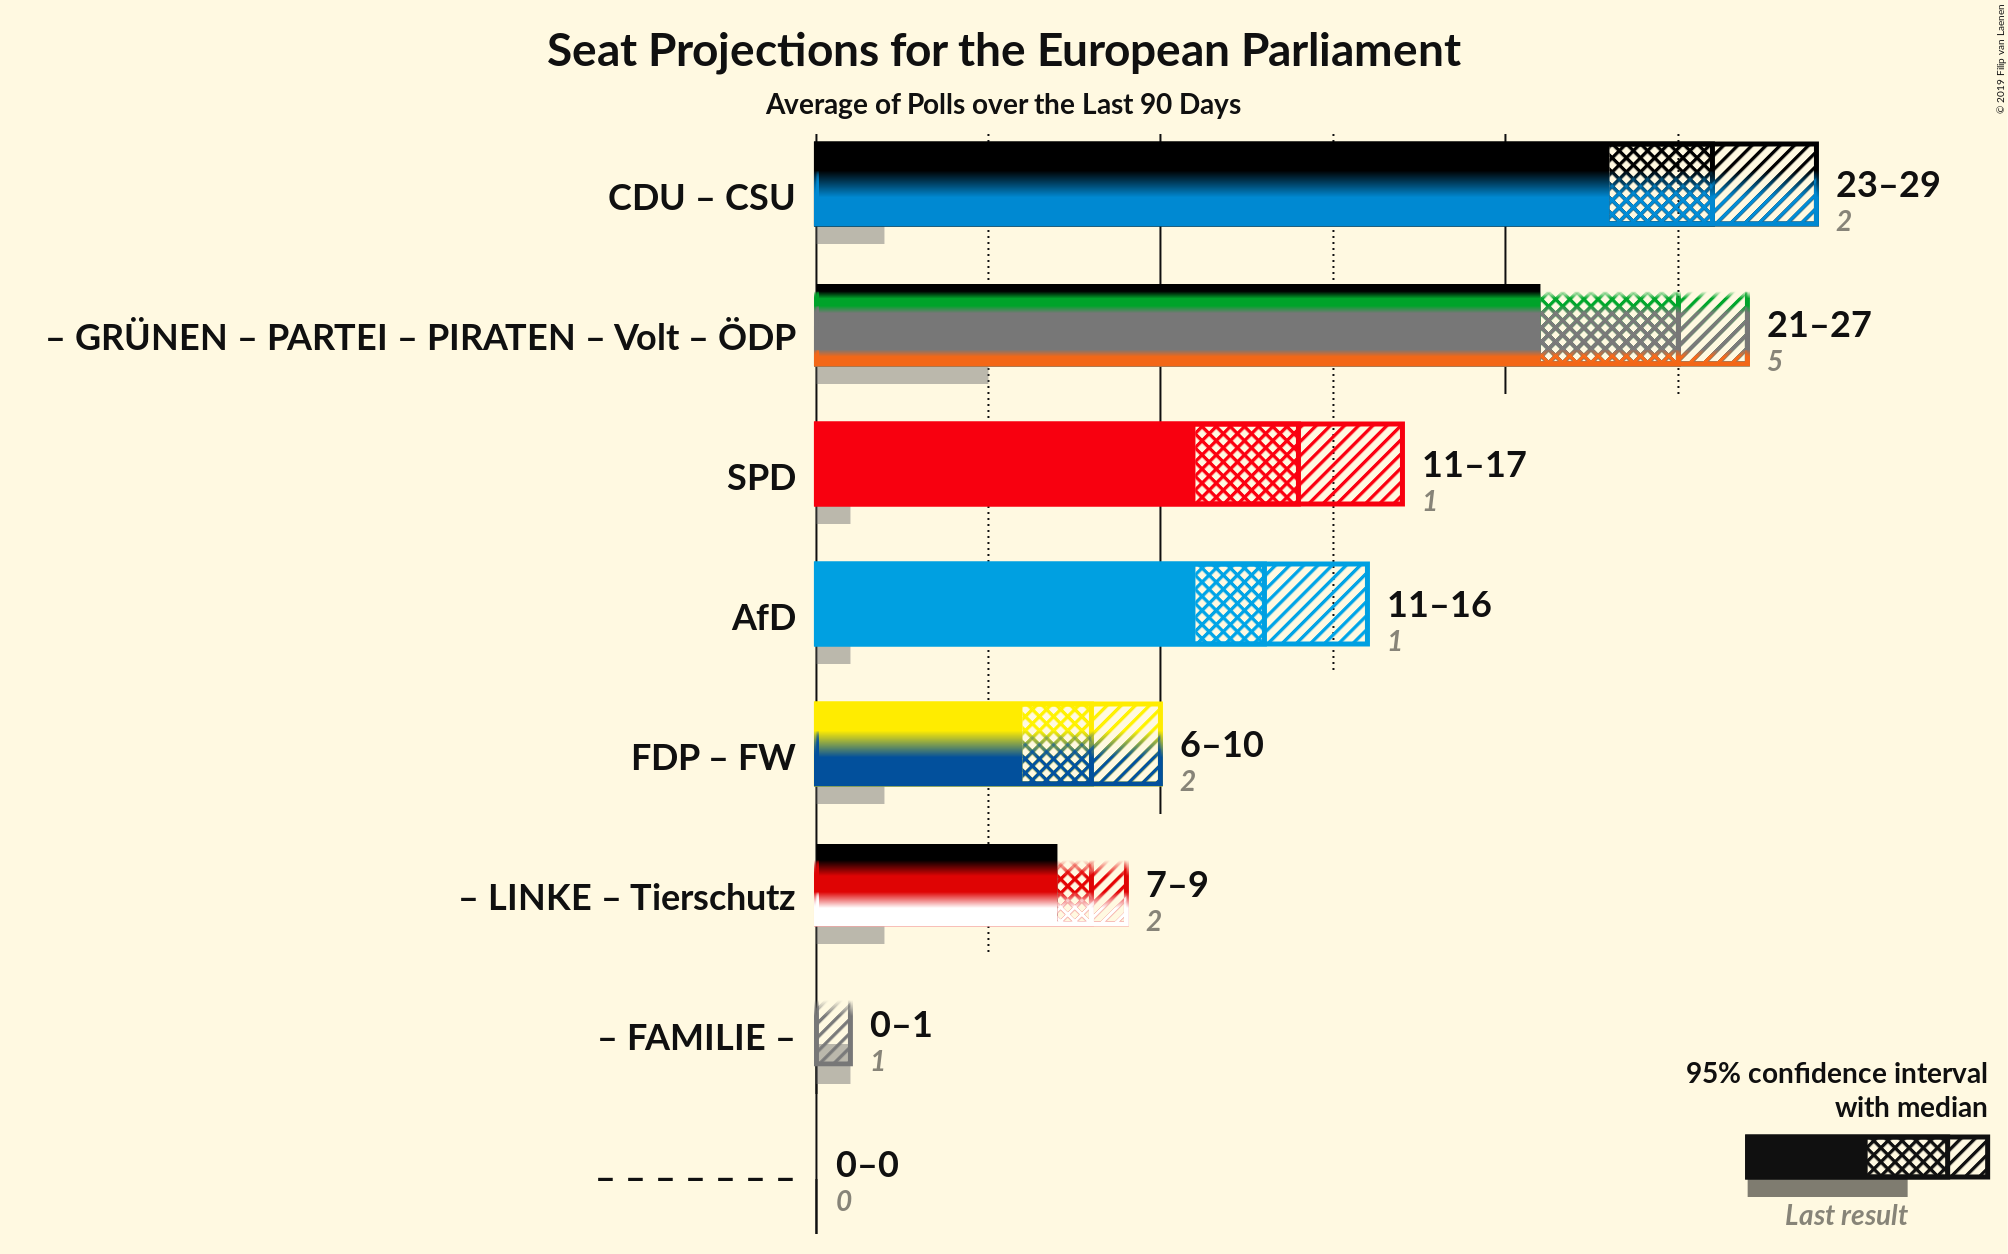 Seat Projections for the European Parliament
Average of Polls over the Last 90 Days
© 2019 Filip van Laenen
CDU – CSU
23–29
2
– GRÜNEN – PARTEI – PIRATEN – Volt – ÖDP
21–27
5
SPD
11–17
1
AfD
11–16
1
FDP – FW
6–10
2
– LINKE – Tierschutz
7–9
2
– FAMILIE –
0–1
1
– – – – – – –
0–0
0
95% confidence interval
with median
Last result